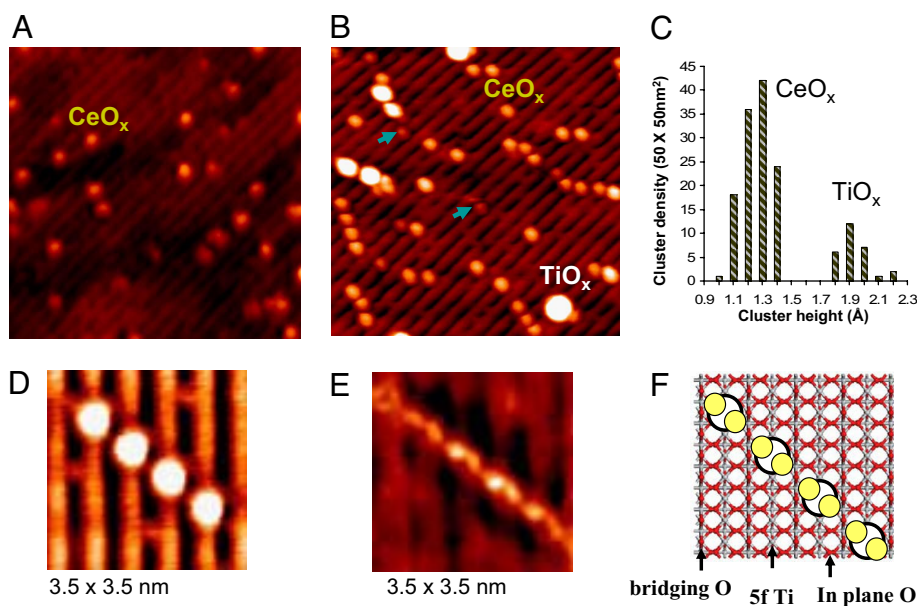 A
B
C
CeOx
CeOx
TiOx
45
40
35
30
25
20
15
10
5
0
Cluster density (50 X 50nm²)
CeOx
TiOx
0.9 1.1 1.3 1.5 1.7 1.9 2.1 2.3
Cluster height (Å)
D
E
F
3.5 x 3.5 nm
3.5 x 3.5 nm
bridging O
5f Ti
In plane O